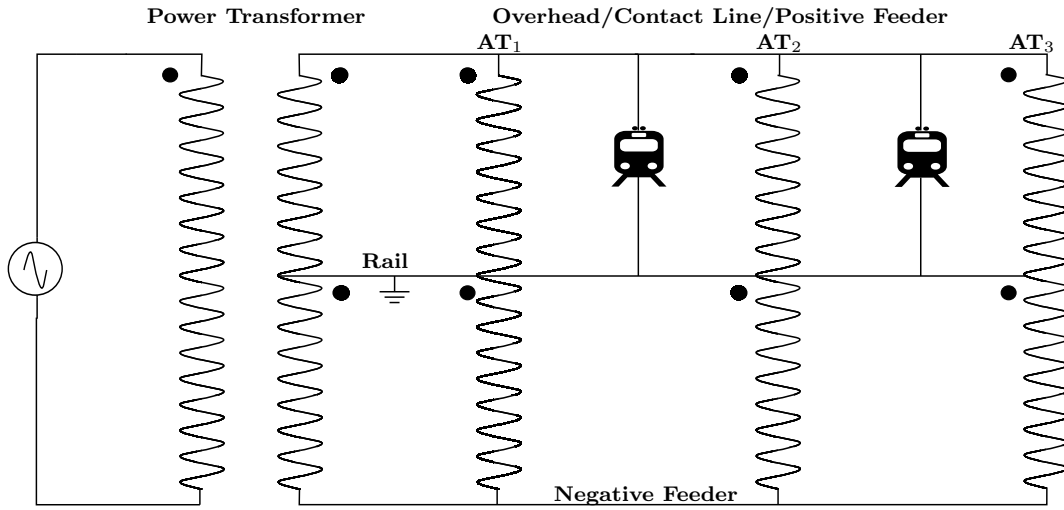 Power Transformer
Overhead/Contact Line/Positive Feeder
AT₁
AT₂
AT₃
Rail
Negative Feeder